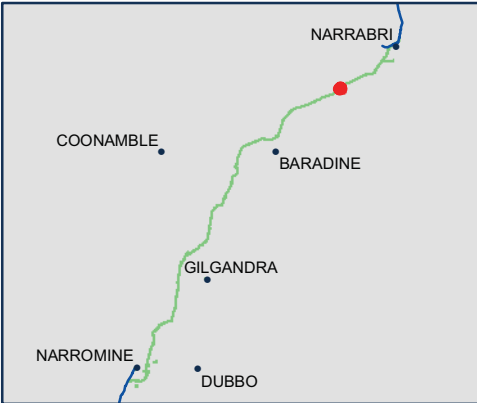 NARRABRI
COONAMBLE
BARADINE
GILGANDRA
NARROMINE
DUBBO